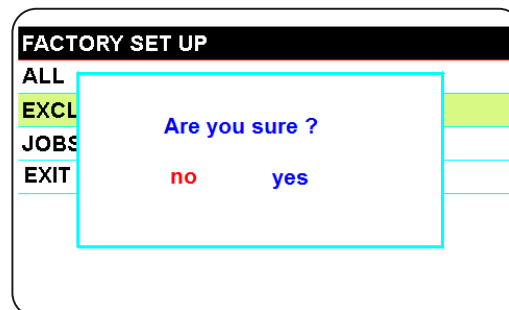 FACTORY SET UP
ALL
EXCL
JOBS
EXIT
Are you sure ?
no yes